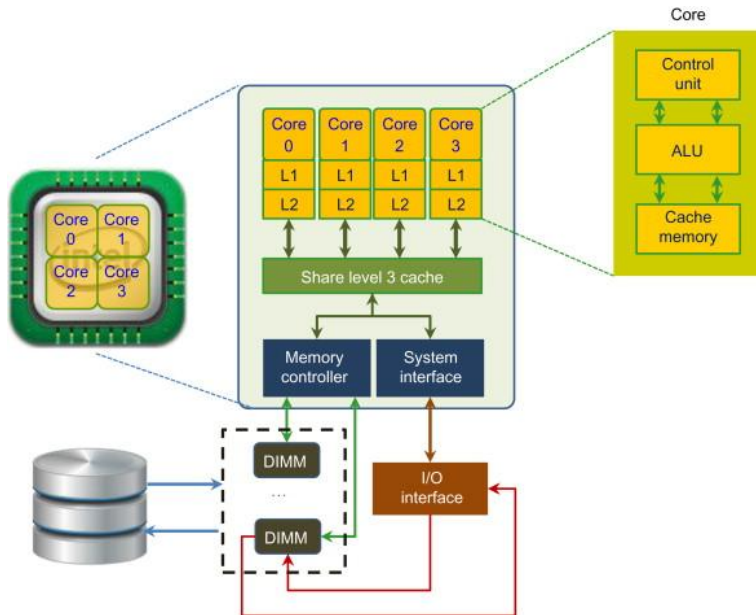 Core
Control
unit
ALU
Cache
memory
Core
0
Core
1
Core
2
Core
3
L1
L1
L1
L1
L2
L2
L2
L2
Share level 3 cache
Memory
controller
System
interface
Core
0
Core
1
Core
2
Core
3
intel
DIMM
...
DIMM
I/O
interface